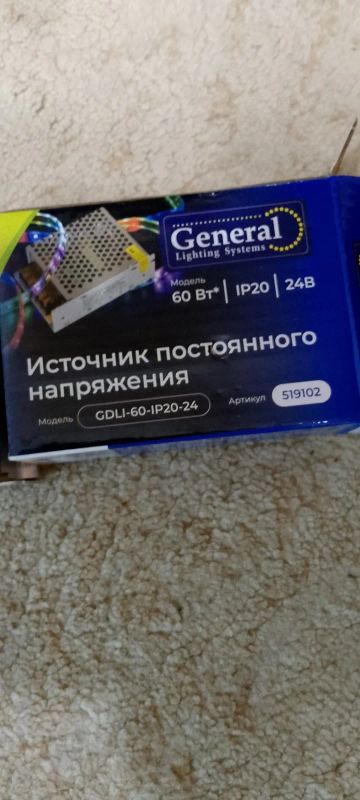 General
Lighting Systems
Модель
60 Вт* | IP20 | 24В
Источник постоянного
напряжения
Модель GDLI-60-IP20-24 Артикул 519102